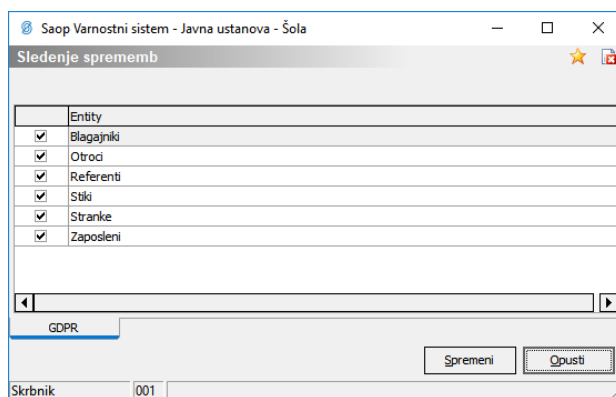 Saop Varnostni sistem - Javna ustanova - Šola
Sledenje sprememb
Entity
Blagajniki
Otroci
Referenti
Stiki
Stranke
Zaposleni
GDPR
Spremeni
Opusti
Skrbnik 001